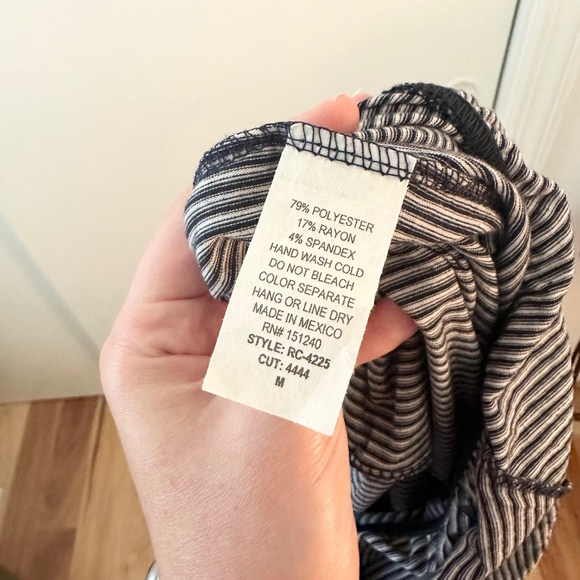 79% POLYESTER
17% RAYON
4% SPANDEX
HAND WASH COLD
DO NOT BLEACH
COLOR SEPARATE
HANG OR LINE DRY
MADE IN MEXICO
RN# 151240
STYLE: RC-4225
CUT: 4444
M